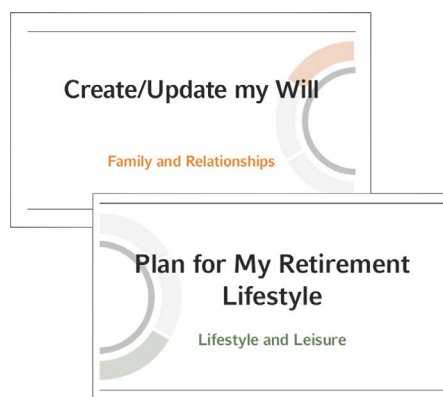 Create/Update my Will
Family and Relationships
Plan for My Retirement
Lifestyle
Lifestyle and Leisure